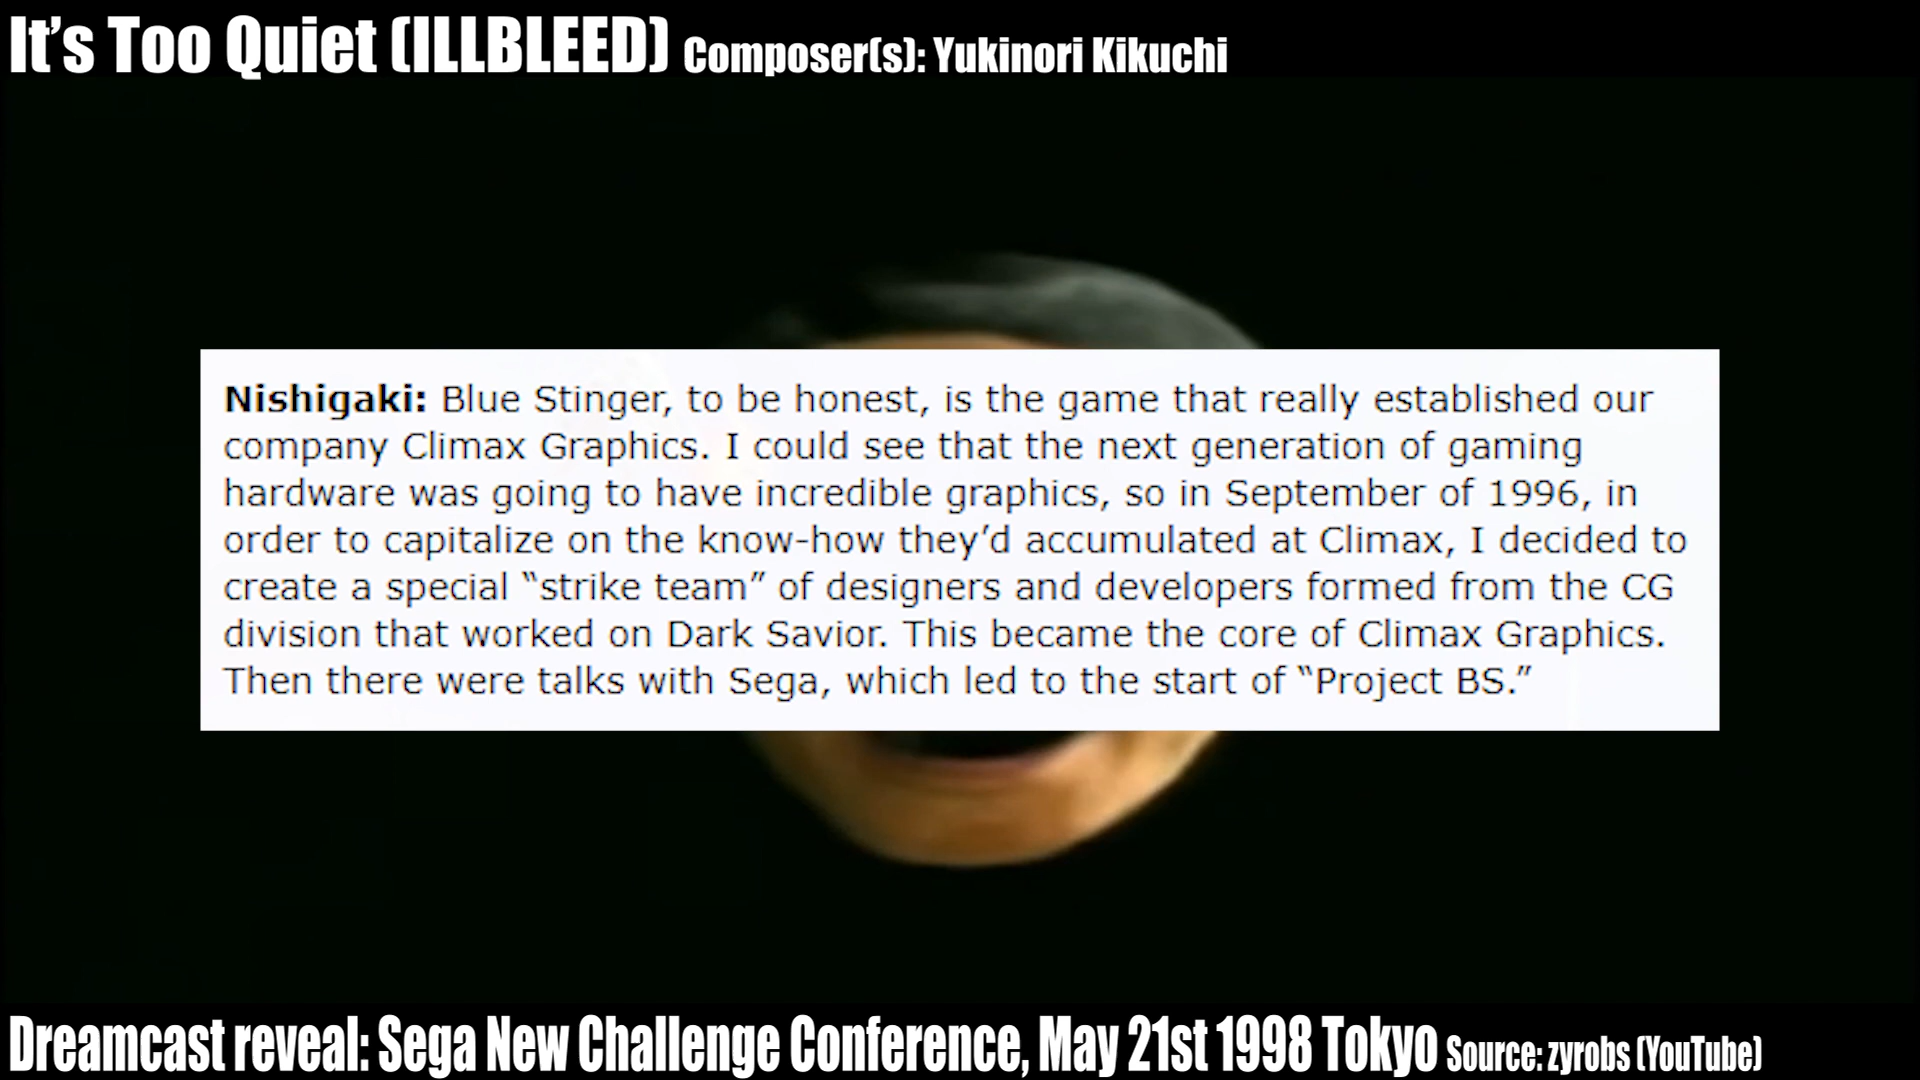 It’s Too Quiet (ILLBLEED) Composer(s): Yukinori Kikuchi
Nishigaki: Blue Stinger, to be honest, is the game that really established our
company Climax Graphics. I could see that the next generation of gaming
hardware was going to have incredible graphics, so in September of 1996, in
order to capitalize on the know-how they’d accumulated at Climax, I decided to
create a special “strike team” of designers and developers formed from the CG
division that worked on Dark Savior. This became the core of Climax Graphics.
Then there were talks with Sega, which led to the start of “Project BS.”
Dreamcast reveal: Sega New Challenge Conference, May 21st 1998 Tokyo Source: zyrobs (YouTube)